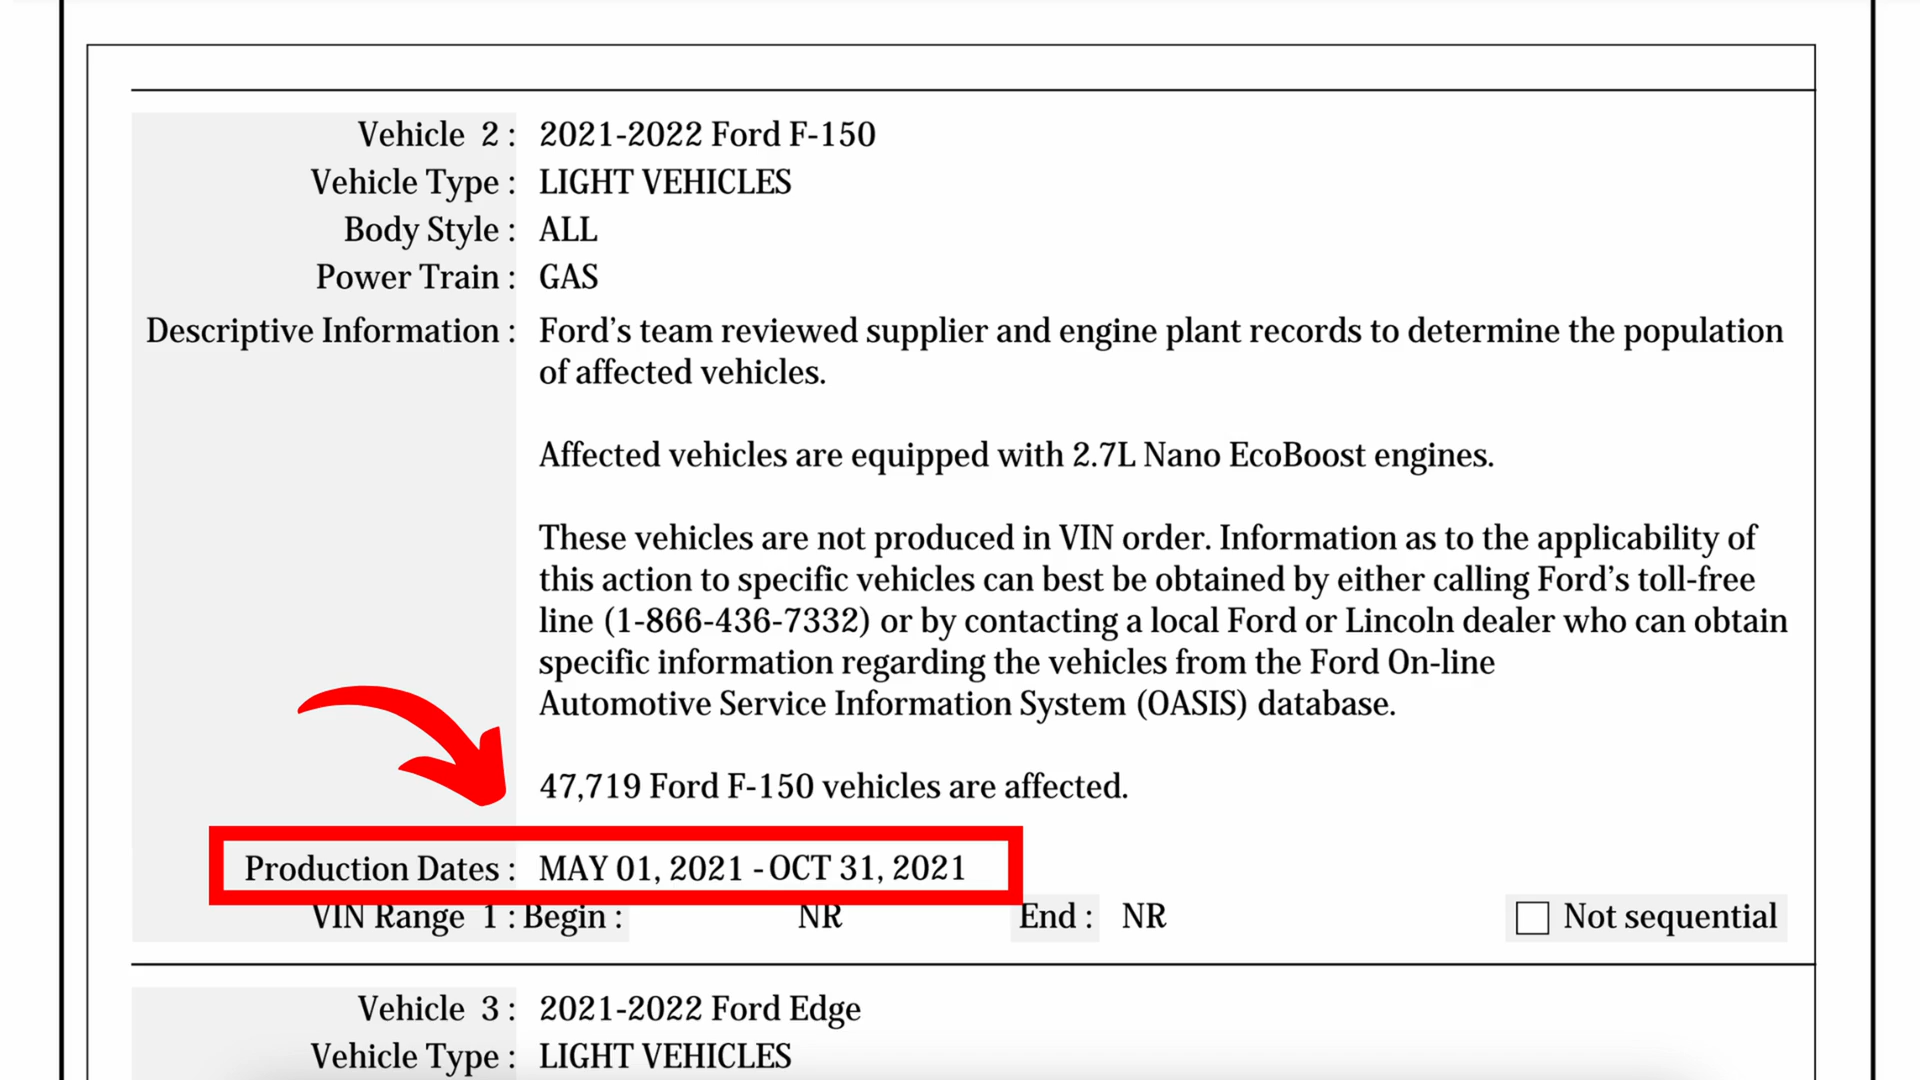 Vehicle 2 : 2021-2022 Ford F-150
Vehicle Type : LIGHT VEHICLES
Body Style : ALL
Power Train : GAS
Descriptive Information : Ford's team reviewed supplier and engine plant records to determine the population
of affected vehicles.
Affected vehicles are equipped with 2.7L Nano EcoBoost engines.
These vehicles are not produced in VIN order. Information as to the applicability of
this action to specific vehicles can best be obtained by either calling Ford's toll-free
line (1-866-436-7332) or by contacting a local Ford or Lincoln dealer who can obtain
specific information regarding the vehicles from the Ford On-line
Automotive Service Information System (OASIS) database.
47,719 Ford F-150 vehicles are affected.
Production Dates : MAY 01, 2021 - OCT 31, 2021
VIN Range 1 : Begin : NR End : NR Not sequential
Vehicle 3 : 2021-2022 Ford Edge
Vehicle Type : LIGHT VEHICLES